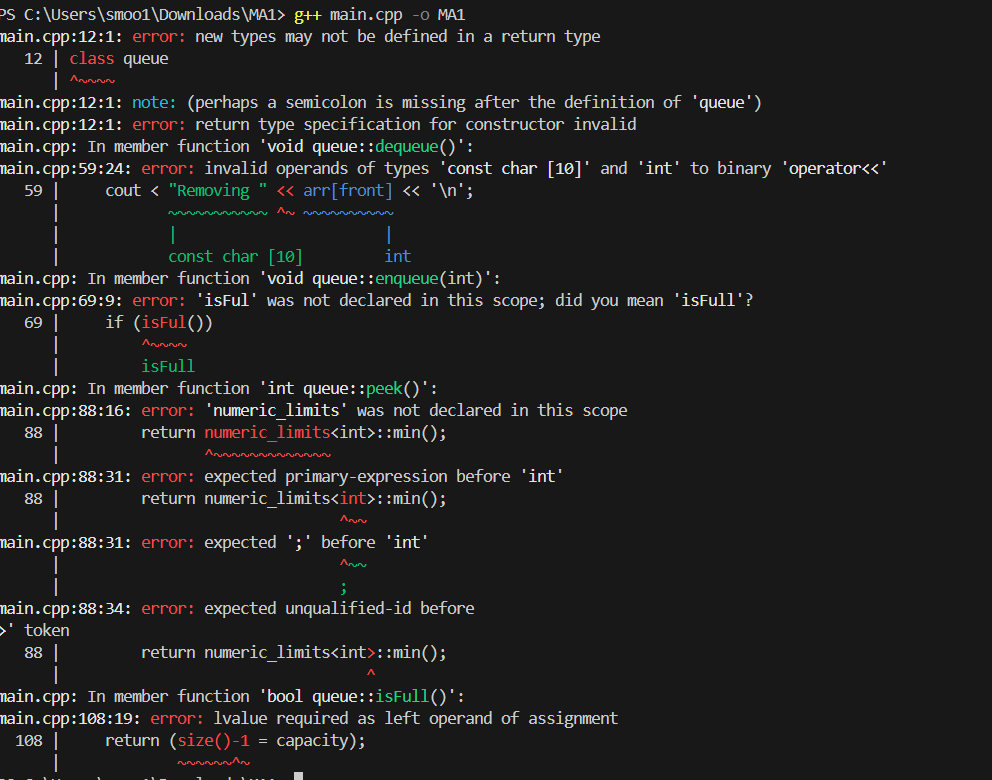 PS C:\Users\smoo1\Downloads\MA1> g++ main.cpp -o MA1
main.cpp:12:1: error: new types may not be defined in a return type
   12 | class queue
      | ^~~~~
main.cpp:12:1: note: (perhaps a semicolon is missing after the definition of 'queue')
main.cpp:12:1: error: return type specification for constructor invalid
main.cpp: In member function 'void queue::dequeue()':
main.cpp:59:24: error: invalid operands of types 'const char [10]' and 'int' to binary 'operator<<'
   59 |     cout < "Removing " << arr[front] << '\n';
      |            ~~~~~~~~~~~ ^~ ~~~~~~~~~~
      |            |                       |
      |            const char [10]         int
main.cpp: In member function 'void queue::enqueue(int)':
main.cpp:69:9: error: 'isFul' was not declared in this scope; did you mean 'isFull'?
   69 |     if (isFul())
      |         ^~~~~
      |         isFull
main.cpp: In member function 'int queue::peek()':
main.cpp:88:16: error: 'numeric_limits' was not declared in this scope
   88 |         return numeric_limits<int>::min();
      |                ^~~~~~~~~~~~~~
main.cpp:88:31: error: expected primary-expression before 'int'
   88 |         return numeric_limits<int>::min();
      |                               ^~~
main.cpp:88:31: error: expected ';' before 'int'
      |                               ^~~
      |                               ;
main.cpp:88:34: error: expected unqualified-id before
>' token
   88 |         return numeric_limits<int>::min();
      |                                  ^
main.cpp: In member function 'bool queue::isFull()':
main.cpp:108:19: error: lvalue required as left operand of assignment
  108 |     return (size()-1 = capacity);
      |             ~~~~~~^~